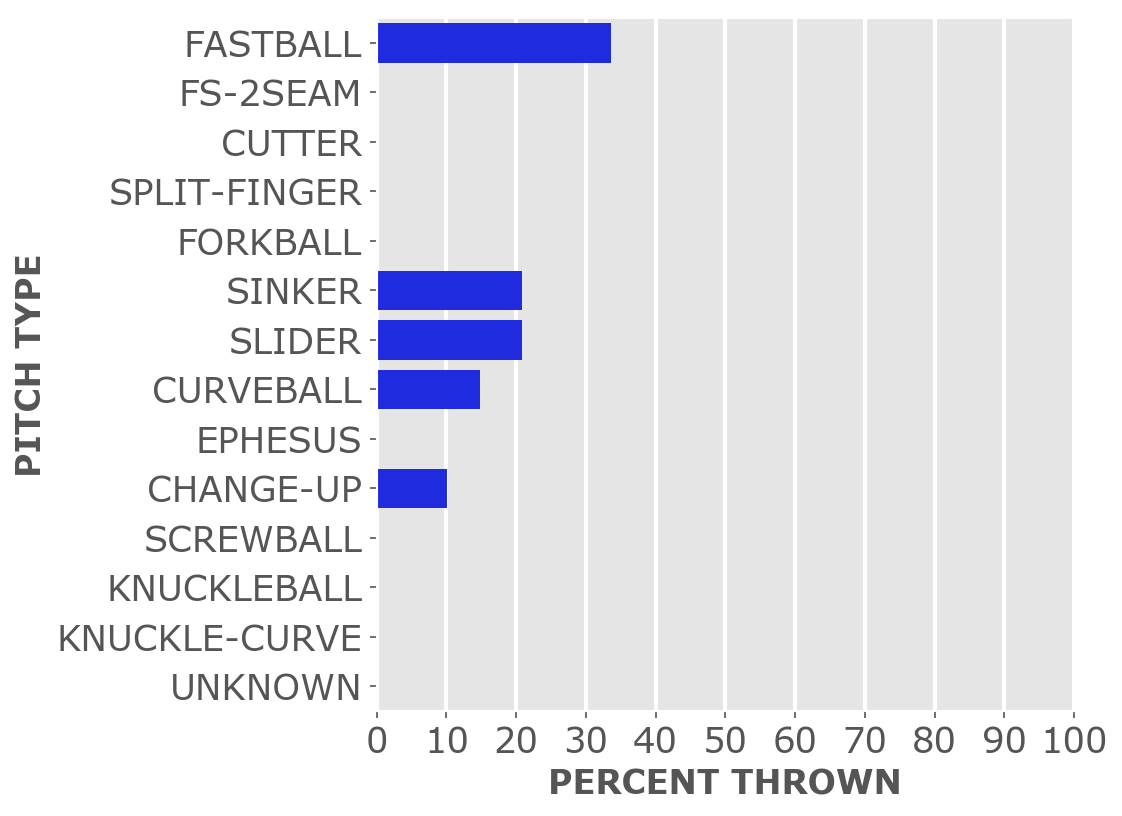 FASTBALL
FS-2SEAM
CUTTER
SPLIT-FINGER
FORKBALL
SINKER
SLIDER
CURVEBALL
EPHESUS
CHANGE-UP
SCREWBALL
KNUCKLEBALL
KNUCKLE-CURVE
UNKNOWN
PITCH TYPE
0 10 20 30 40 50 60 70 80 90 100
PERCENT THROWN